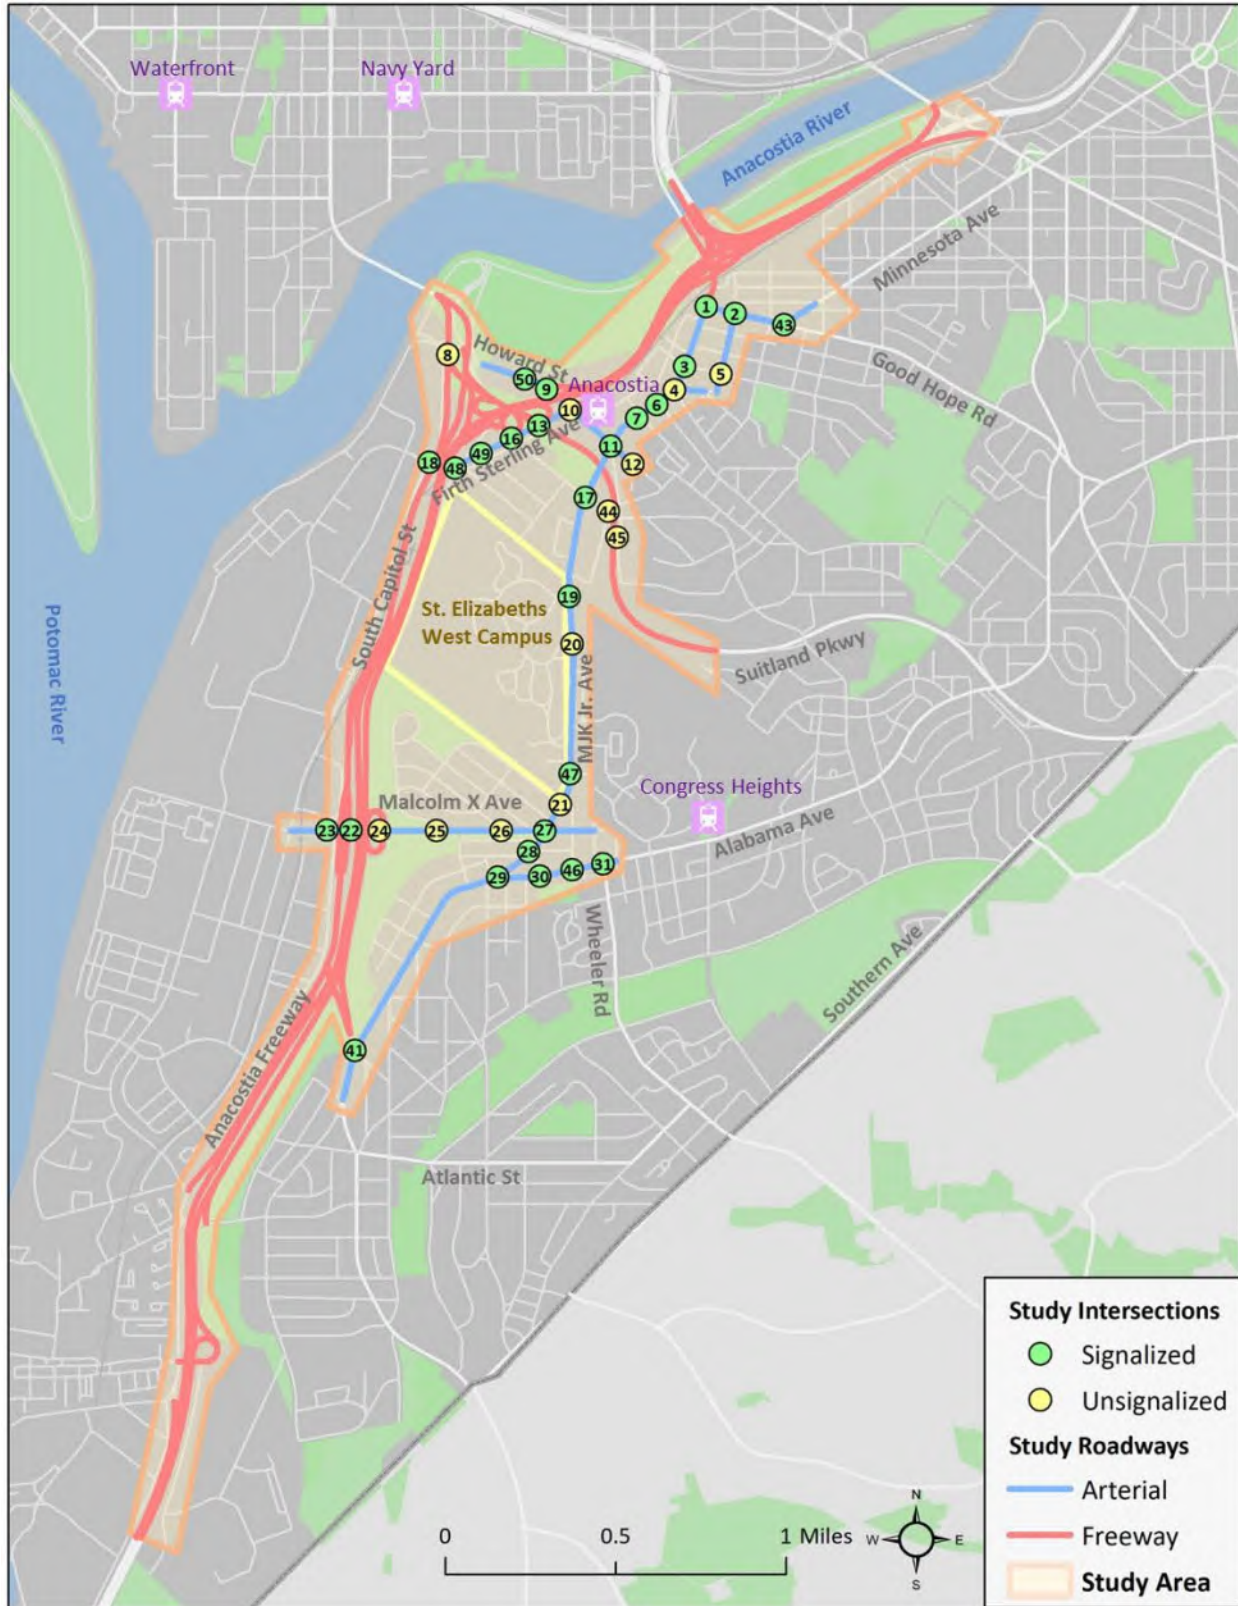 Waterfront
Navy Yard
Anacostia River
Minnesota Ave
1
2
43
8
Howard St
3
Good Hope Rd
50
9
Anacostia
4
5
10
6
7
13
16
11
18
48
49
Firth Sterling Ave
12
17
44
45
South Capitol St
19
St. Elizabeths
West Campus
20
Potomac River
MJK Jr. Ave
Suitland Pkwy
47
Congress Heights
Malcolm X Ave
21
23
22
24
25
26
27
Alabama Ave
28
29
30
46
31
Wheeler Rd
Southern Ave
Anacostia Freeway
41
Atlantic St
Study Intersections
Signalized
Unsignalized
Study Roadways
Arterial
Freeway
Study Area
0
0.5
1 Miles
N
W
E
S